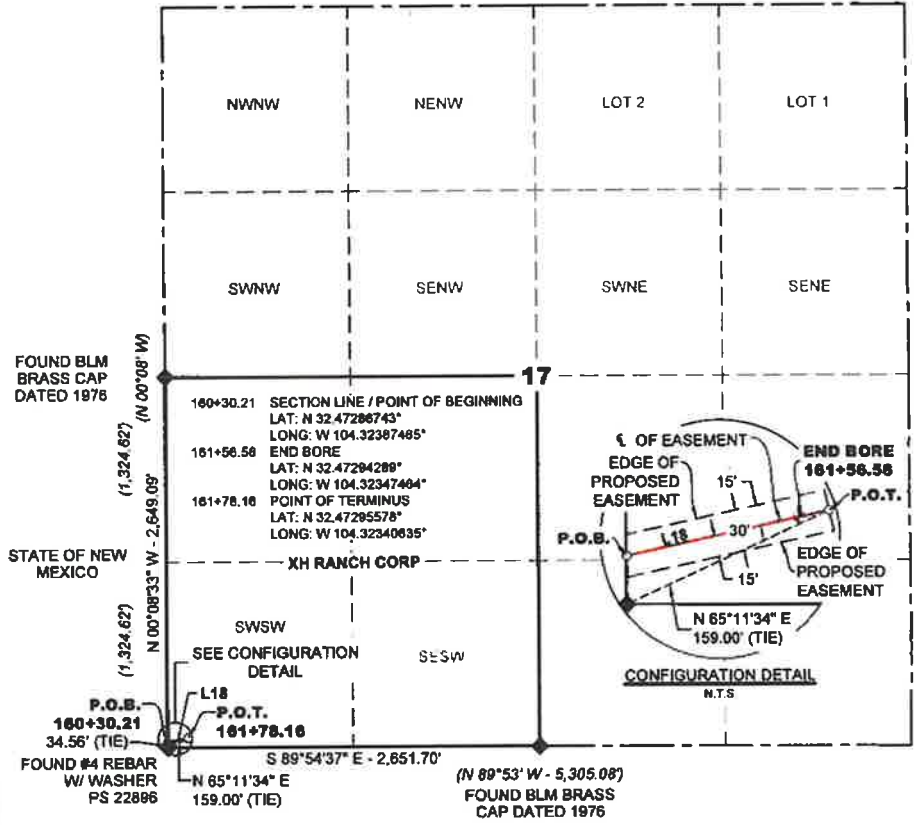 NWNW
NENW
LOT 2
LOT 1
SWNW
SENW
SWNE
SENE
FOUND BLM
BRASS CAP
DATED 1976
(N 00°08' W)
(1,324.62')
N 00°08'33" W - 2,649.09'
(1,324.62')
17
160+30.21 SECTION LINE / POINT OF BEGINNING
LAT: N 32.47286743°
LONG: W 104.32387465°
161+56.58 END BORE
LAT: N 32.47294289°
LONG: W 104.32347464°
161+78.16 POINT OF TERMINUS
LAT: N 32.47295578°
LONG: W 104.32340635°
STATE OF NEW
MEXICO
XH RANCH CORP
SWSW
SESW
SEE CONFIGURATION
DETAIL
L18
P.O.B.
160+30.21
34.56' (TIE)
P.O.T.
161+78.16
FOUND #4 REBAR
W/ WASHER
PS 22896
N 65°11'34" E
159.00' (TIE)
S 89°54'37" E - 2,651.70'
(N 89°53' W - 5,305.08')
FOUND BLM BRASS
CAP DATED 1976
℄ OF EASEMENT
EDGE OF
PROPOSED
EASEMENT
15'
END BORE
161+56.58
P.O.T.
P.O.B.
L18
30'
15'
EDGE OF
PROPOSED
EASEMENT
N 65°11'34" E
159.00' (TIE)
CONFIGURATION DETAIL
N.T.S